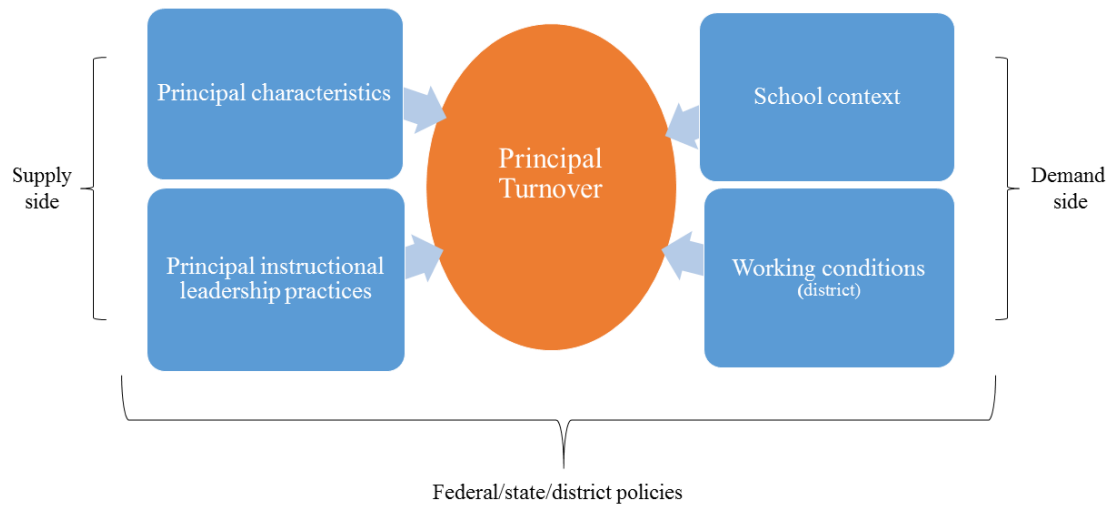 Supply
side
Principal characteristics
Principal instructional
leadership practices
Principal
Turnover
School context
Working conditions
(district)
Demand
side
Federal/state/district policies